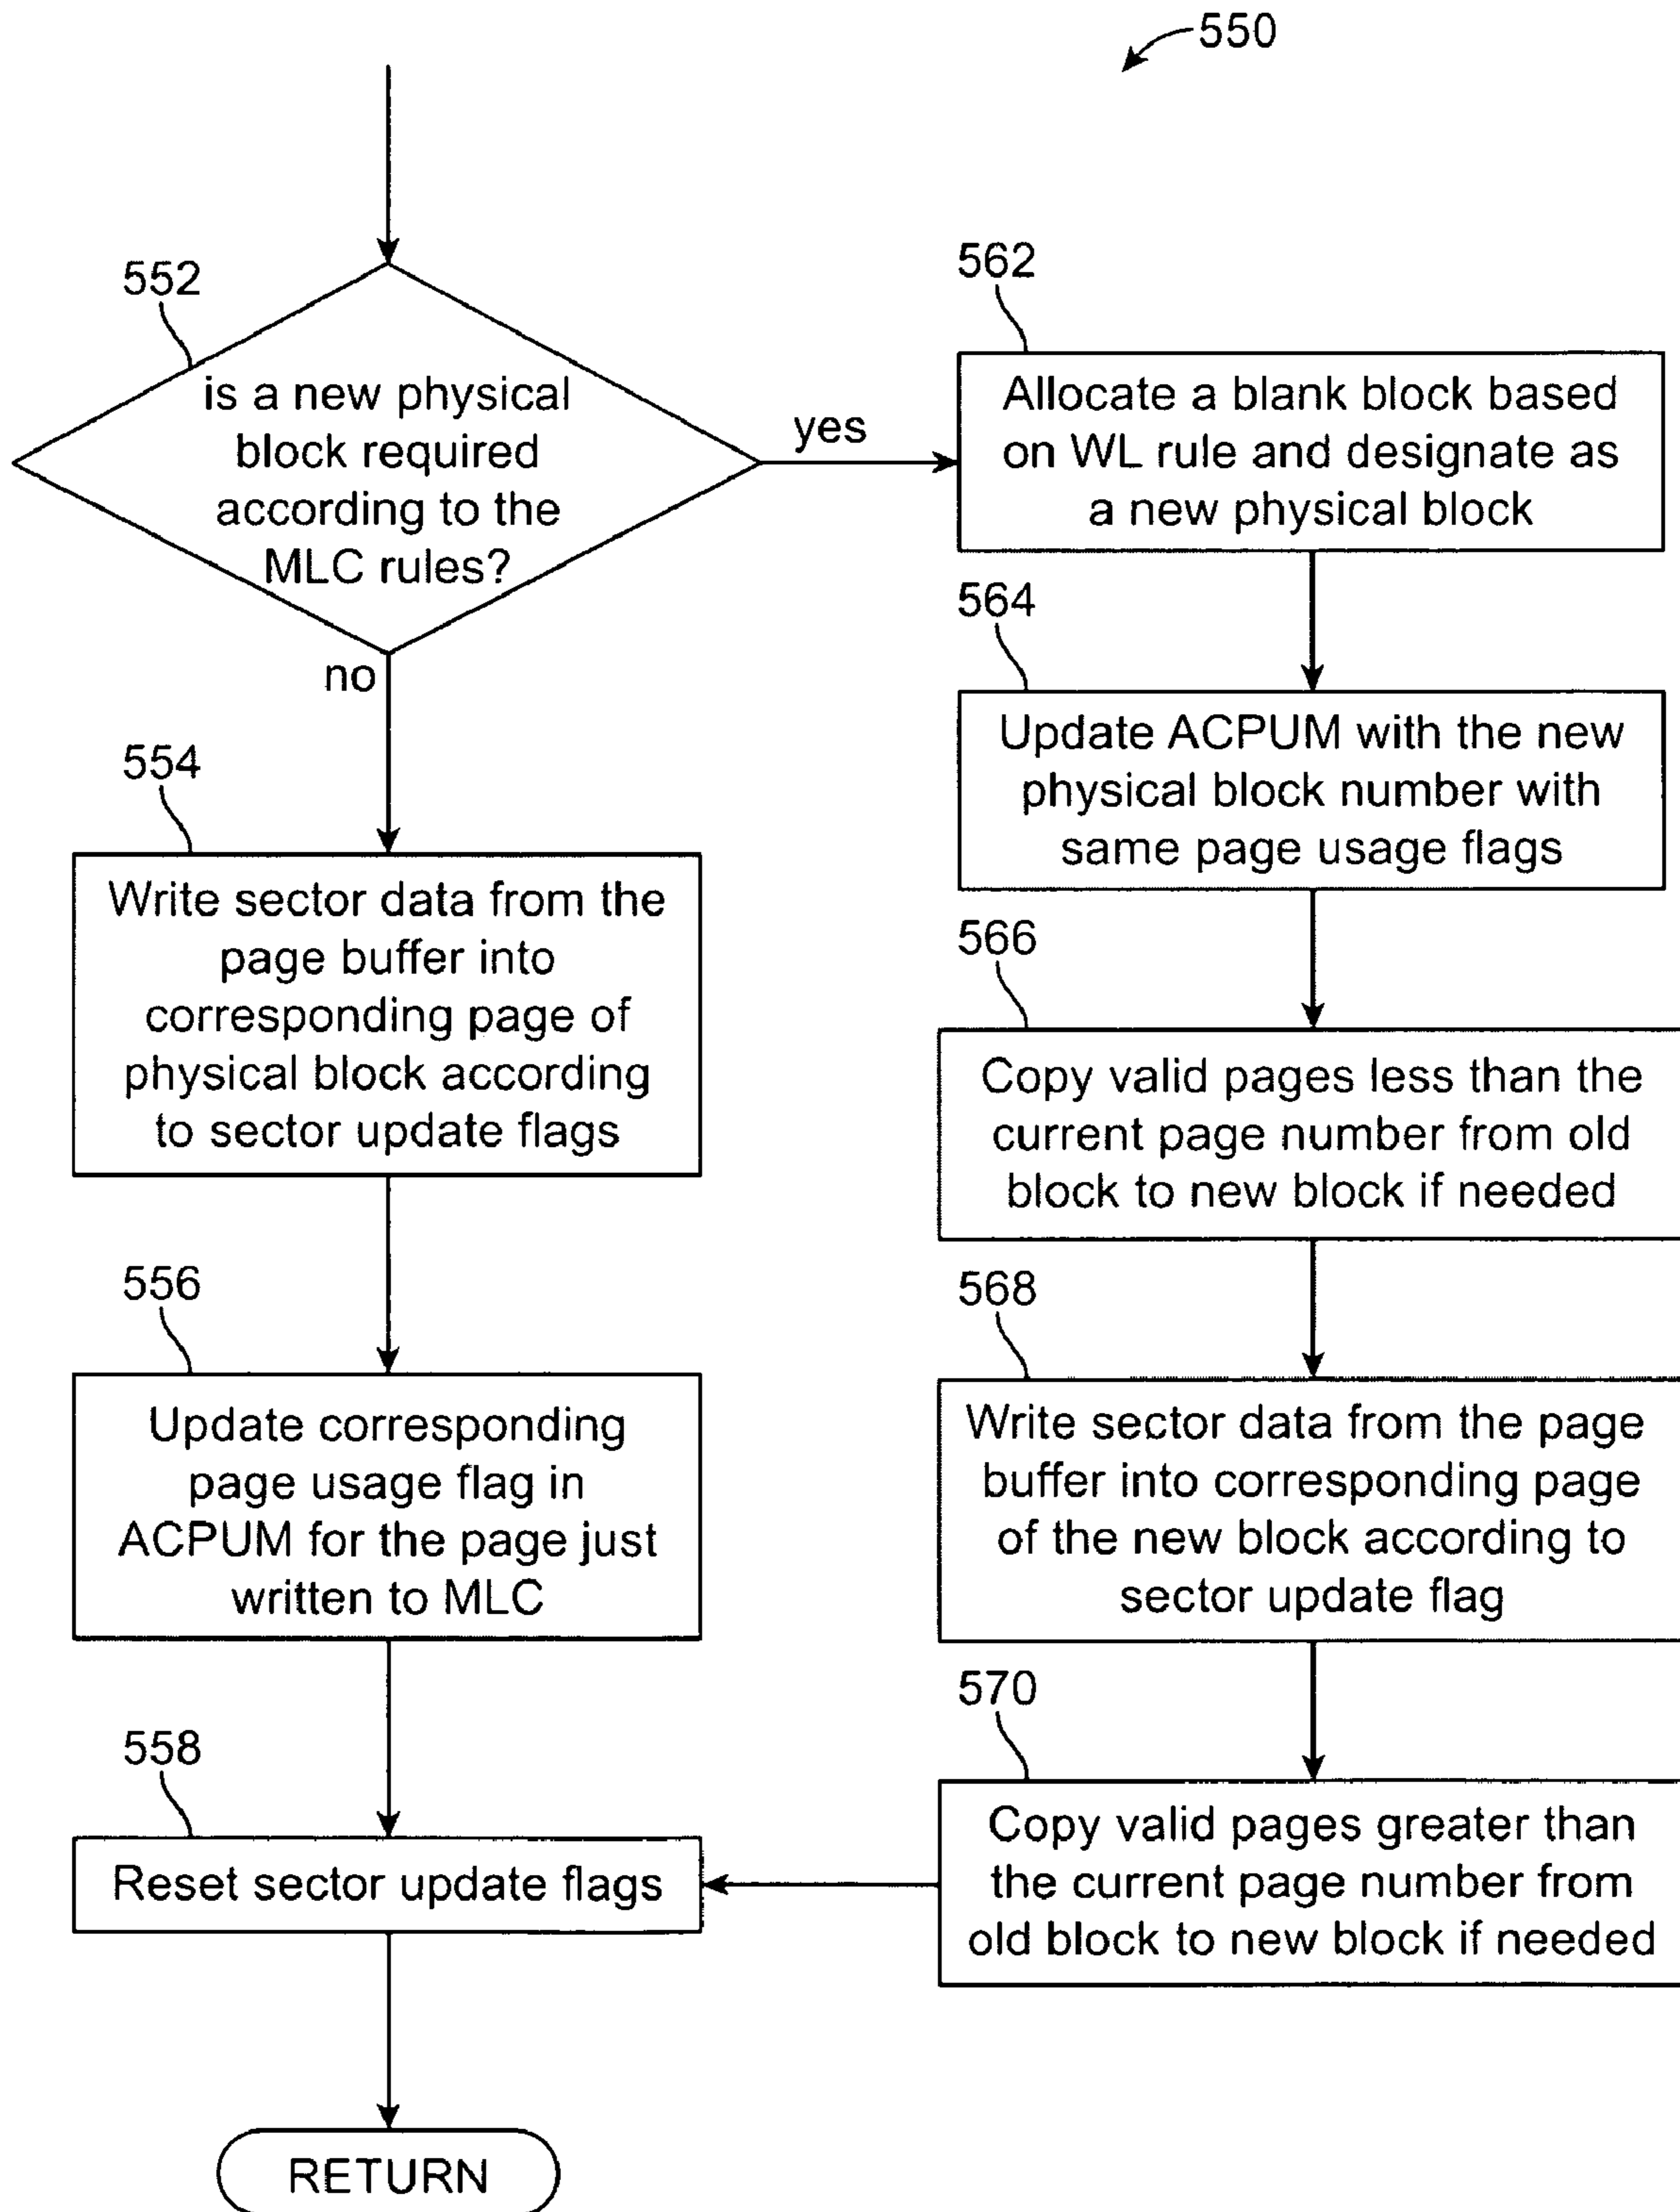 550
552
is a new physical
block required
according to the
MLC rules?
yes
no
562
Allocate a blank block based
on WL rule and designate as
a new physical block
564
Update ACPUM with the new
physical block number with
same page usage flags
554
Write sector data from the
page buffer into
corresponding page of
physical block according
to sector update flags
566
Copy valid pages less than the
current page number from old
block to new block if needed
556
Update corresponding
page usage flag in
ACPUM for the page just
written to MLC
568
Write sector data from the page
buffer into corresponding page
of the new block according to
sector update flag
558
Reset sector update flags
570
Copy valid pages greater than
the current page number from
old block to new block if needed
RETURN